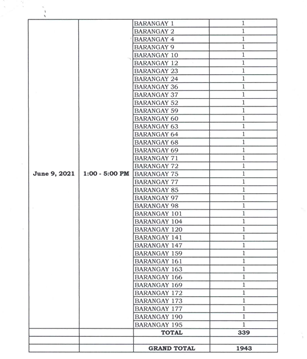 BARANGAY 1 1
BARANGAY 2 1
BARANGAY 4 1
BARANGAY 9 1
BARANGAY 10 1
BARANGAY 12 1
BARANGAY 23 1
BARANGAY 24 1
BARANGAY 36 1
BARANGAY 37 1
BARANGAY 52 1
BARANGAY 59 1
BARANGAY 60 1
BARANGAY 63 1
BARANGAY 64 1
BARANGAY 68 1
BARANGAY 69 1
BARANGAY 71 1
BARANGAY 72 1
June 9, 2021 1:00 - 5:00 PM BARANGAY 75 1
BARANGAY 77 1
BARANGAY 85 1
BARANGAY 97 1
BARANGAY 98 1
BARANGAY 101 1
BARANGAY 104 1
BARANGAY 120 1
BARANGAY 141 1
BARANGAY 147 1
BARANGAY 159 1
BARANGAY 161 1
BARANGAY 163 1
BARANGAY 166 1
BARANGAY 169 1
BARANGAY 172 1
BARANGAY 173 1
BARANGAY 177 1
BARANGAY 190 1
BARANGAY 195 1
TOTAL 339
GRAND TOTAL 1943